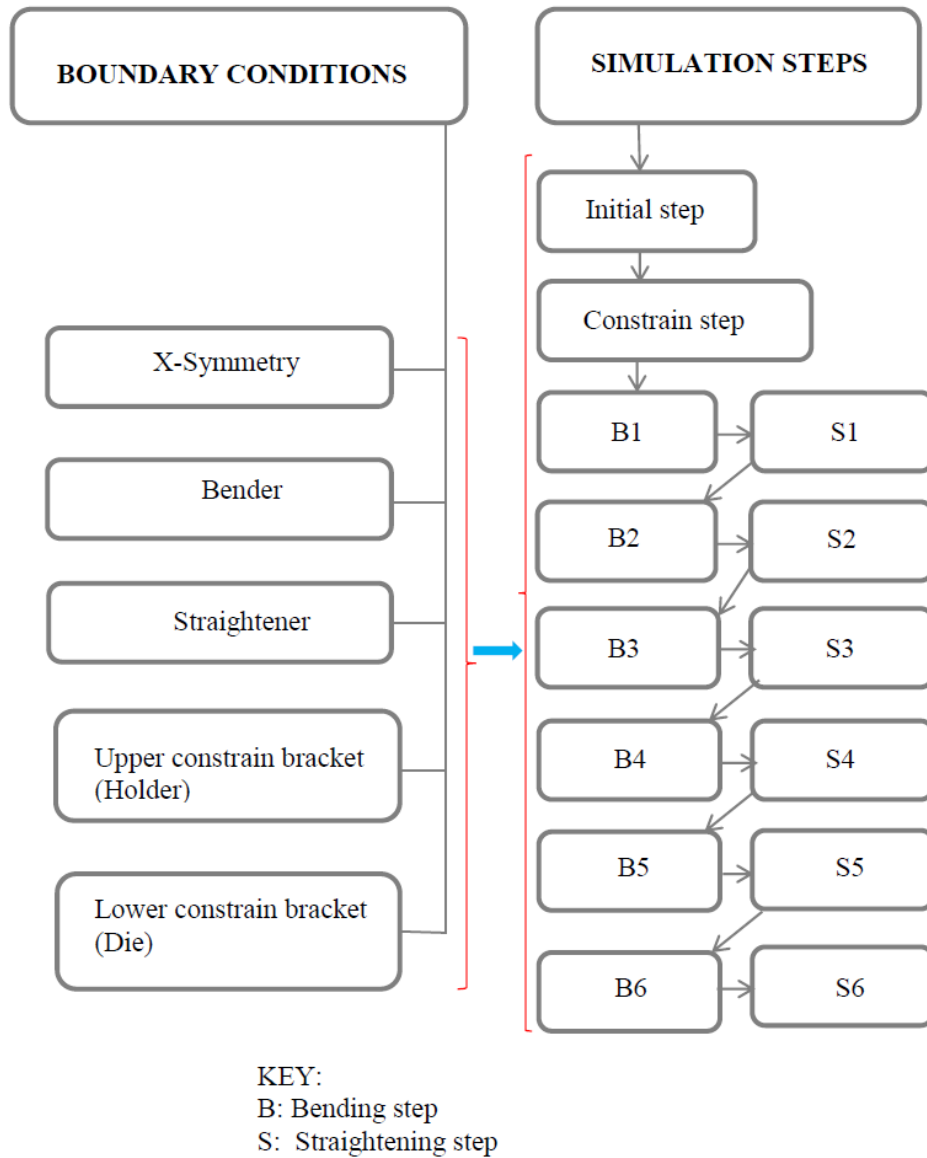 BOUNDARY CONDITIONS
SIMULATION STEPS
X-Symmetry
Bender
Straightener
Upper constrain bracket
(Holder)
Lower constrain bracket
(Die)
Initial step
Constrain step
B1
S1
B2
S2
B3
S3
B4
S4
B5
S5
B6
S6
KEY:
B: Bending step
S: Straightening step